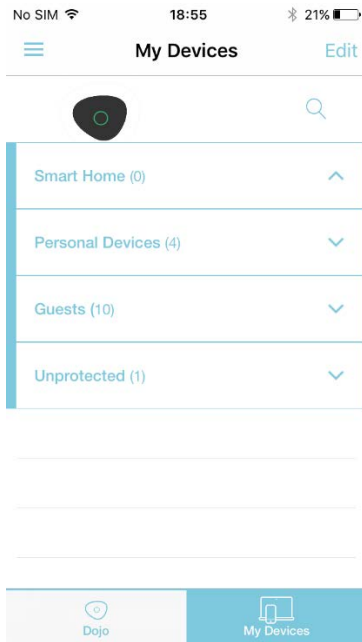 No SIM 18:55 21%
My Devices Edit
Smart Home (0)
Personal Devices (4)
Guests (10)
Unprotected (1)
Dojo My Devices